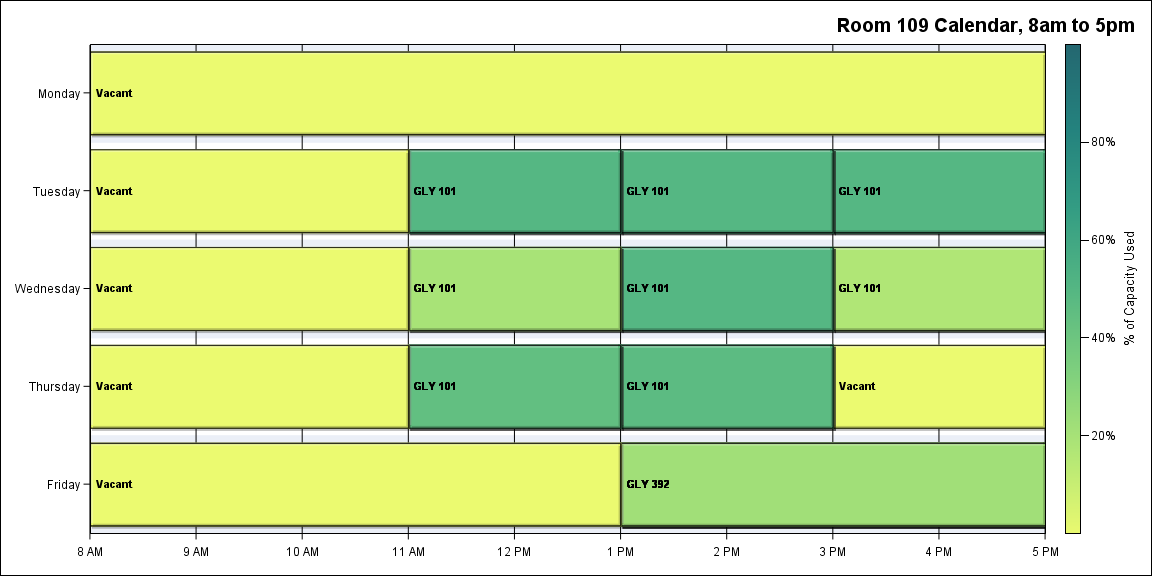 Room 109 Calendar, 8am to 5pm
Monday
Vacant
Tuesday
Vacant
GLY 101
GLY 101
GLY 101
Wednesday
Vacant
GLY 101
GLY 101
GLY 101
Thursday
Vacant
GLY 101
GLY 101
Vacant
Friday
Vacant
GLY 392
8 AM
9 AM
10 AM
11 AM
12 PM
1 PM
2 PM
3 PM
4 PM
5 PM
80%
60%
40%
20%
% of Capacity Used